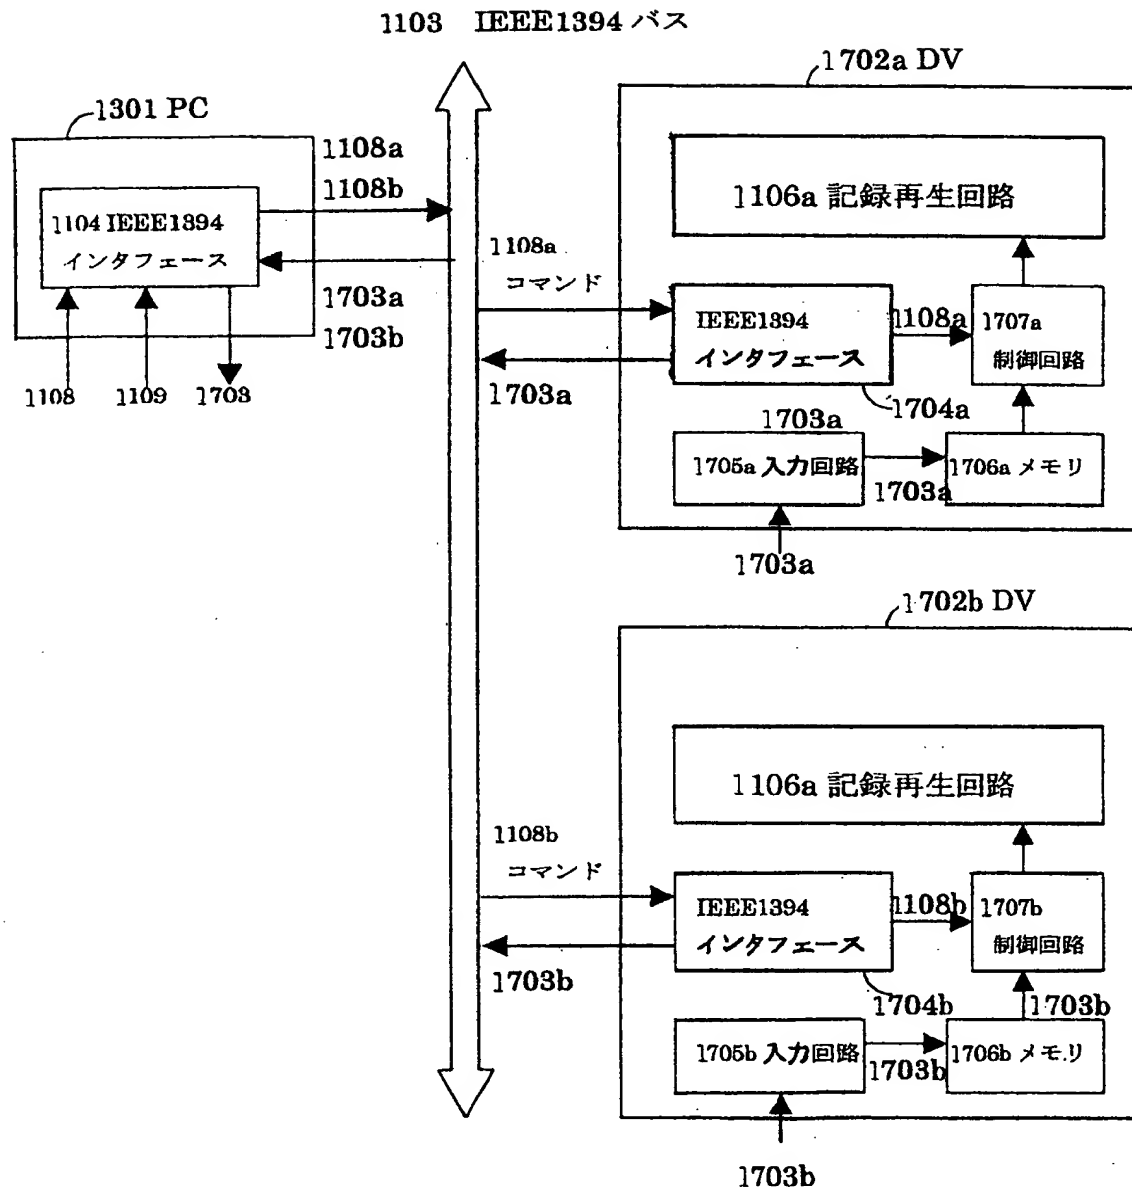 1103 IEEE1394 バス
1301 PC
1108a
1108b
1104 IEEE1394
インタフェース
1703a
1703b
1108
1109
1703
1702a DV
1106a 記録再生回路
1108a
コマンド
IEEE1394
インタフェース
1108a
1707a
制御回路
1703a
1704a
1703a
1705a 入力回路
1706a メモリ
1703a
1703a
1702b DV
1106a 記録再生回路
1108b
コマンド
IEEE1394
インタフェース
1108b
1707b
制御回路
1703b
1704b
1703b
1705b 入力回路
1706b メモリ
1703b
1703b